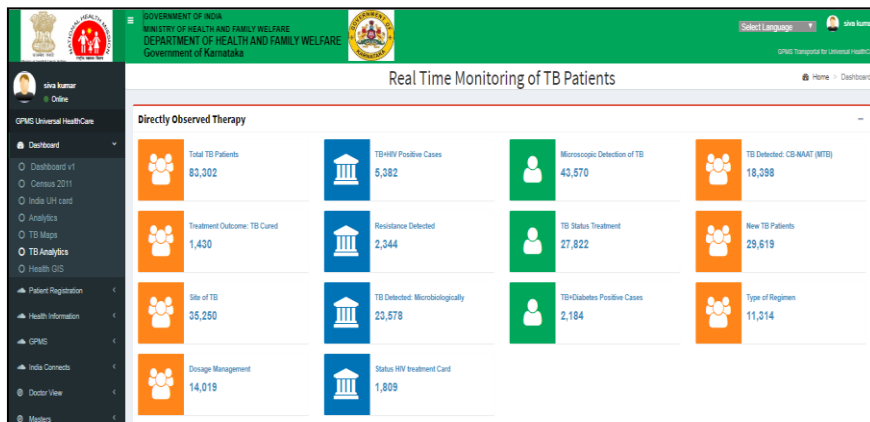 GOVERNMENT OF INDIA
MINISTRY OF HEALTH AND FAMILY WELFARE
DEPARTMENT OF HEALTH AND FAMILY WELFARE
Government of Karnataka
NATIONAL HEALTH MISSION
Select Language
siva kuma
GPMS Transportal for Universal HealthC
siva kumar
Online
Real Time Monitoring of TB Patients
Home > Dashboard
GPMS Universal HealthCare
Dashboard
Dashboard v1
Census 2011
India UH card
Analytics
TB Maps
TB Analytics
Health GIS
Patient Registration
Health Information
GPMS
India Connects
Doctor View
Masters
Directly Observed Therapy
Total TB Patients
83,302
TB+HIV Positive Cases
5,382
Microscopic Detection of TB
43,570
TB Detected: CB-NAAT (MTB)
18,398
Treatment Outcome: TB Cured
1,430
Resistance Detected
2,344
TB Status Treatment
27,822
New TB Patients
29,619
Site of TB
35,250
TB Detected: Microbiologically
23,578
TB+Diabetes Positive Cases
2,184
Type of Regimen
11,314
Dosage Management
14,019
Status HIV treatment Card
1,809